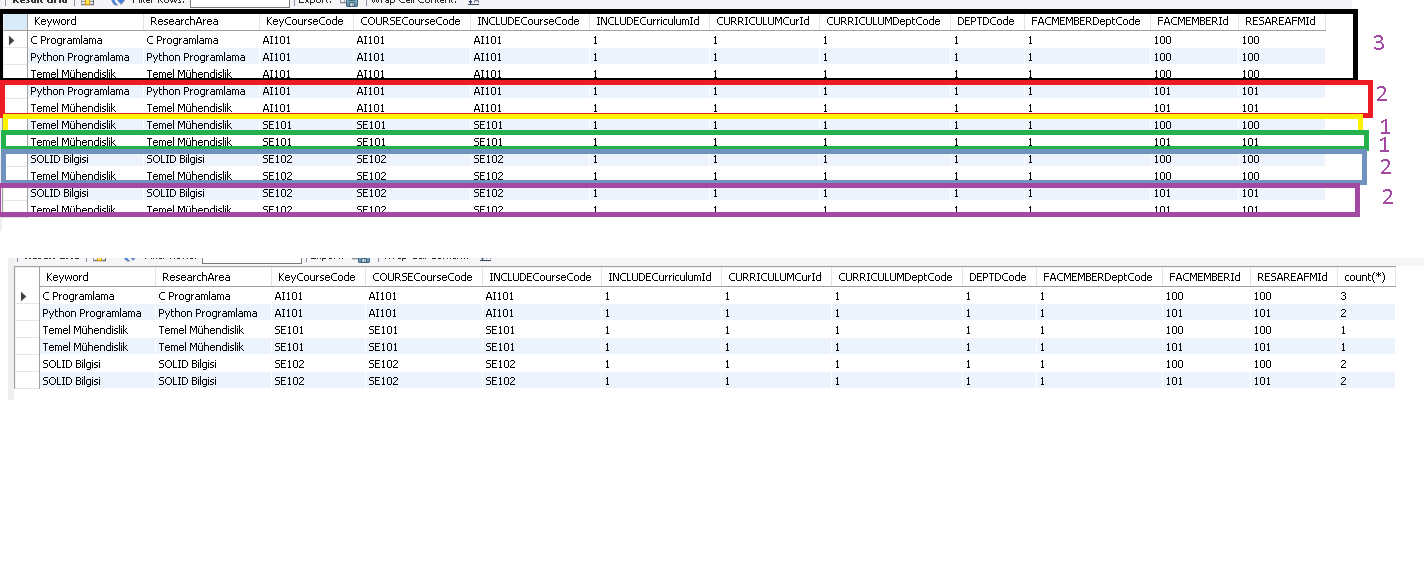 Result Grid Filter Rows: Export: Wrap Cell Content:
Keyword ResearchArea KeyCourseCode COURSECourseCode INCLUDECourseCode INCLUDECurriculumId CURRICULUMCurId CURRICULUMDeptCode DEPTDCode FACMEMBERDeptCode FACMEMBERId RESAREAFMId
C Programlama C Programlama AI101 AI101 AI101 1 1 1 1 1 100 100 3
Python Programlama Python Programlama AI101 AI101 AI101 1 1 1 1 1 100 100
Temel Mühendislik Temel Mühendislik AI101 AI101 AI101 1 1 1 1 1 100 100
Python Programlama Python Programlama AI101 AI101 AI101 1 1 1 1 1 101 101 2
Temel Mühendislik Temel Mühendislik AI101 AI101 AI101 1 1 1 1 1 101 101
Temel Mühendislik Temel Mühendislik SE101 SE101 SE101 1 1 1 1 1 100 100 1
Temel Mühendislik Temel Mühendislik SE101 SE101 SE101 1 1 1 1 1 101 101 1
SOLID Bilgisi SOLID Bilgisi SE102 SE102 SE102 1 1 1 1 1 100 100 2
Temel Mühendislik Temel Mühendislik SE102 SE102 SE102 1 1 1 1 1 100 100
SOLID Bilgisi SOLID Bilgisi SE102 SE102 SE102 1 1 1 1 1 101 101 2
Temel Mühendislik Temel Mühendislik SE102 SE102 SE102 1 1 1 1 1 101 101
Keyword ResearchArea KeyCourseCode COURSECourseCode INCLUDECourseCode INCLUDECurriculumId CURRICULUMCurId CURRICULUMDeptCode DEPTDCode FACMEMBERDeptCode FACMEMBERId RESAREAFMId count(*)
C Programlama C Programlama AI101 AI101 AI101 1 1 1 1 1 100 100 3
Python Programlama Python Programlama AI101 AI101 AI101 1 1 1 1 1 101 101 2
Temel Mühendislik Temel Mühendislik SE101 SE101 SE101 1 1 1 1 1 100 100 1
Temel Mühendislik Temel Mühendislik SE101 SE101 SE101 1 1 1 1 1 101 101 1
SOLID Bilgisi SOLID Bilgisi SE102 SE102 SE102 1 1 1 1 1 100 100 2
SOLID Bilgisi SOLID Bilgisi SE102 SE102 SE102 1 1 1 1 1 101 101 2